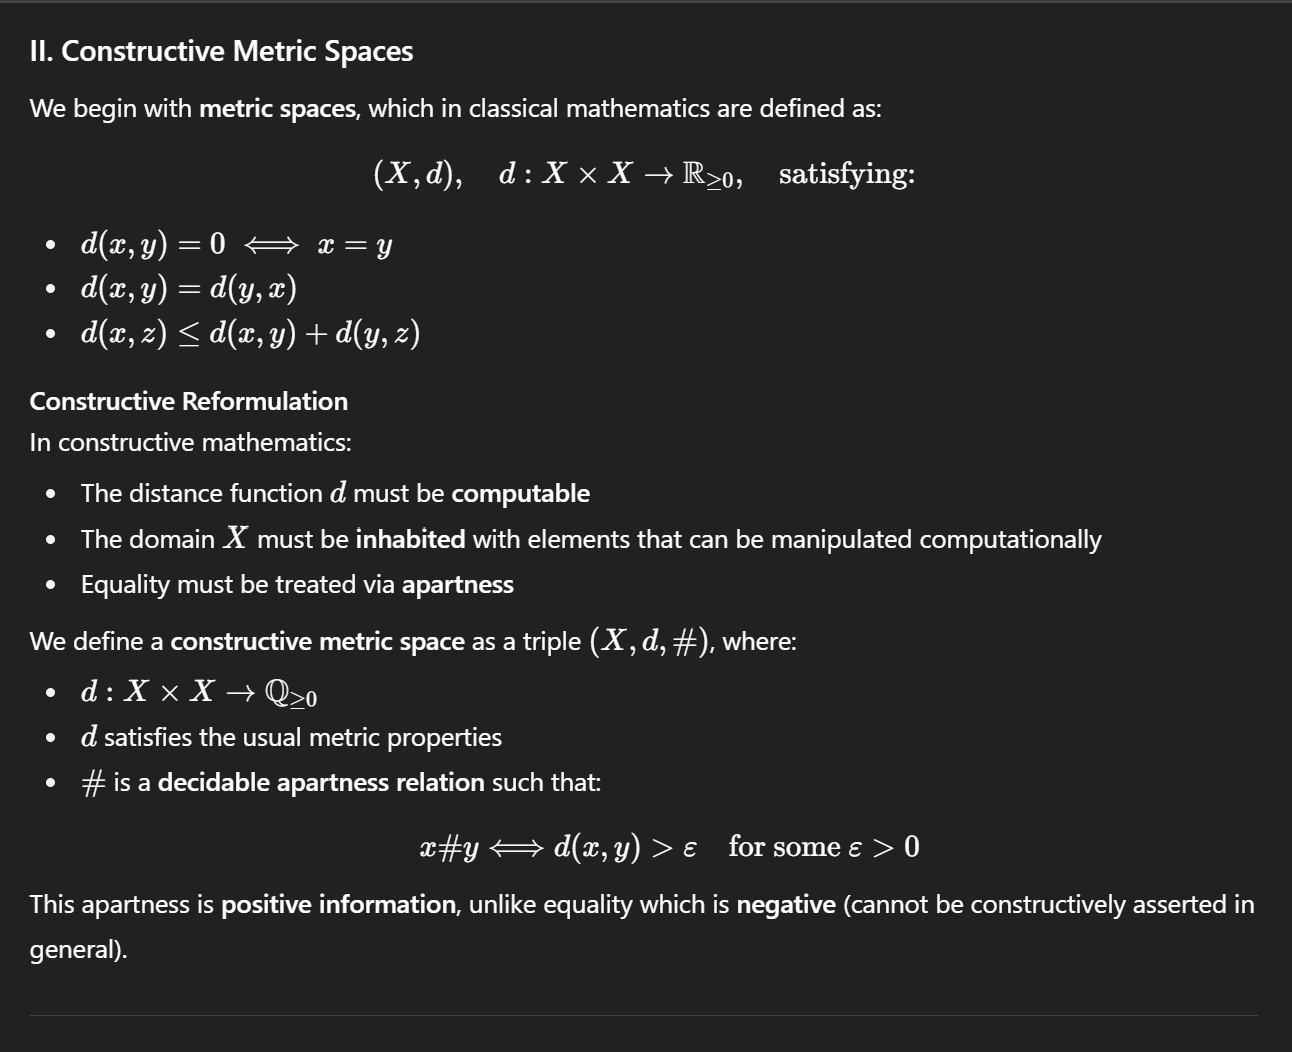 II. Constructive Metric Spaces
We begin with metric spaces, which in classical mathematics are defined as:
(X, d), d : X × X → ℝ≥0, satisfying:
• d(x, y) = 0 ⟺ x = y
• d(x, y) = d(y, x)
• d(x, z) ≤ d(x, y) + d(y, z)
Constructive Reformulation
In constructive mathematics:
• The distance function d must be computable
• The domain X must be inhabited with elements that can be manipulated computationally
• Equality must be treated via apartness
We define a constructive metric space as a triple (X, d, #), where:
• d : X × X → ℚ≥0
• d satisfies the usual metric properties
• # is a decidable apartness relation such that:
x#y ⟺ d(x, y) > ε for some ε > 0
This apartness is positive information, unlike equality which is negative (cannot be constructively asserted in
general).